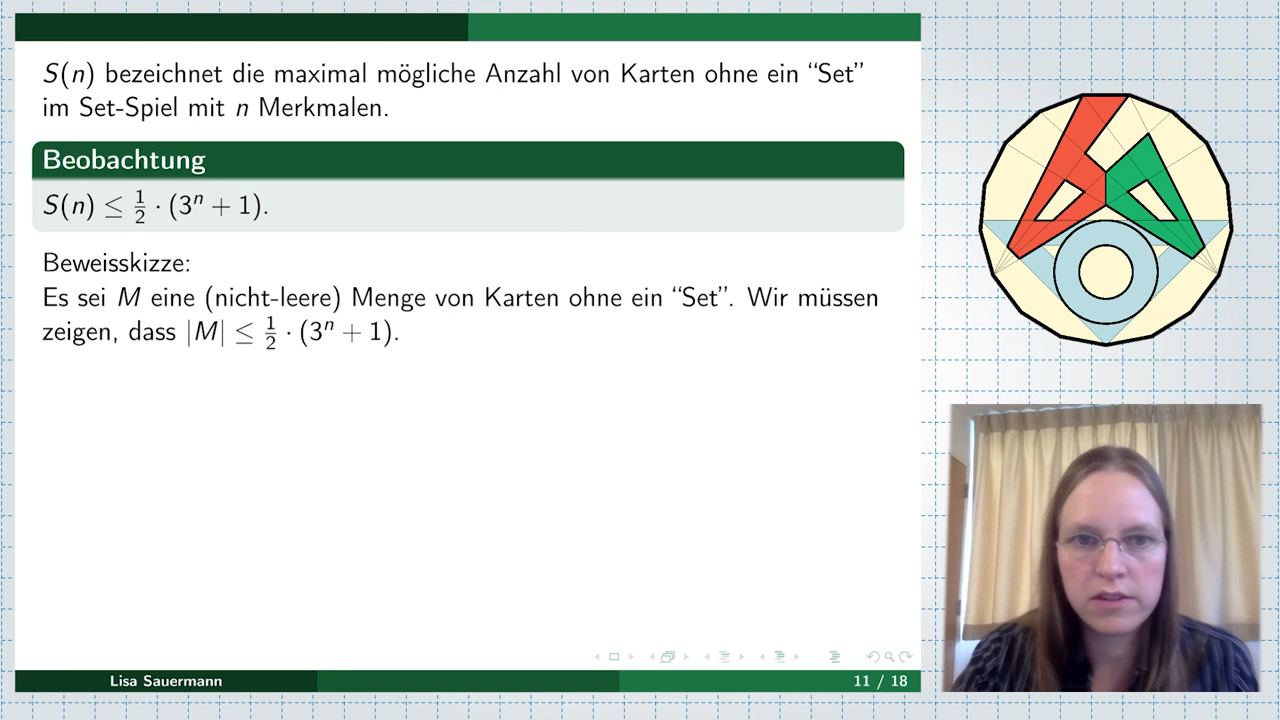 S(n) bezeichnet die maximal mögliche Anzahl von Karten ohne ein “Set”
im Set-Spiel mit n Merkmalen.
Beobachtung
S(n) ≤ 1/2 · (3ⁿ + 1).
Beweisskizze:
Es sei M eine (nicht-leere) Menge von Karten ohne ein “Set”. Wir müssen
zeigen, dass |M| ≤ 1/2 · (3ⁿ + 1).
Lisa Sauermann
11 / 18